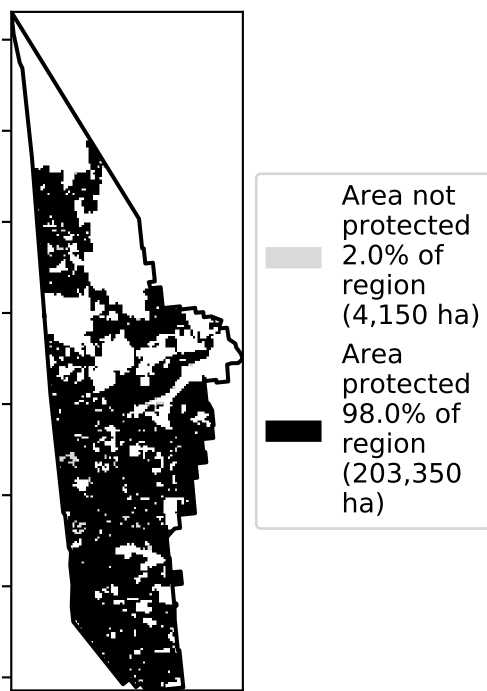 Area not
protected
2.0% of
region
(4,150 ha)
Area
protected
98.0% of
region
(203,350
ha)